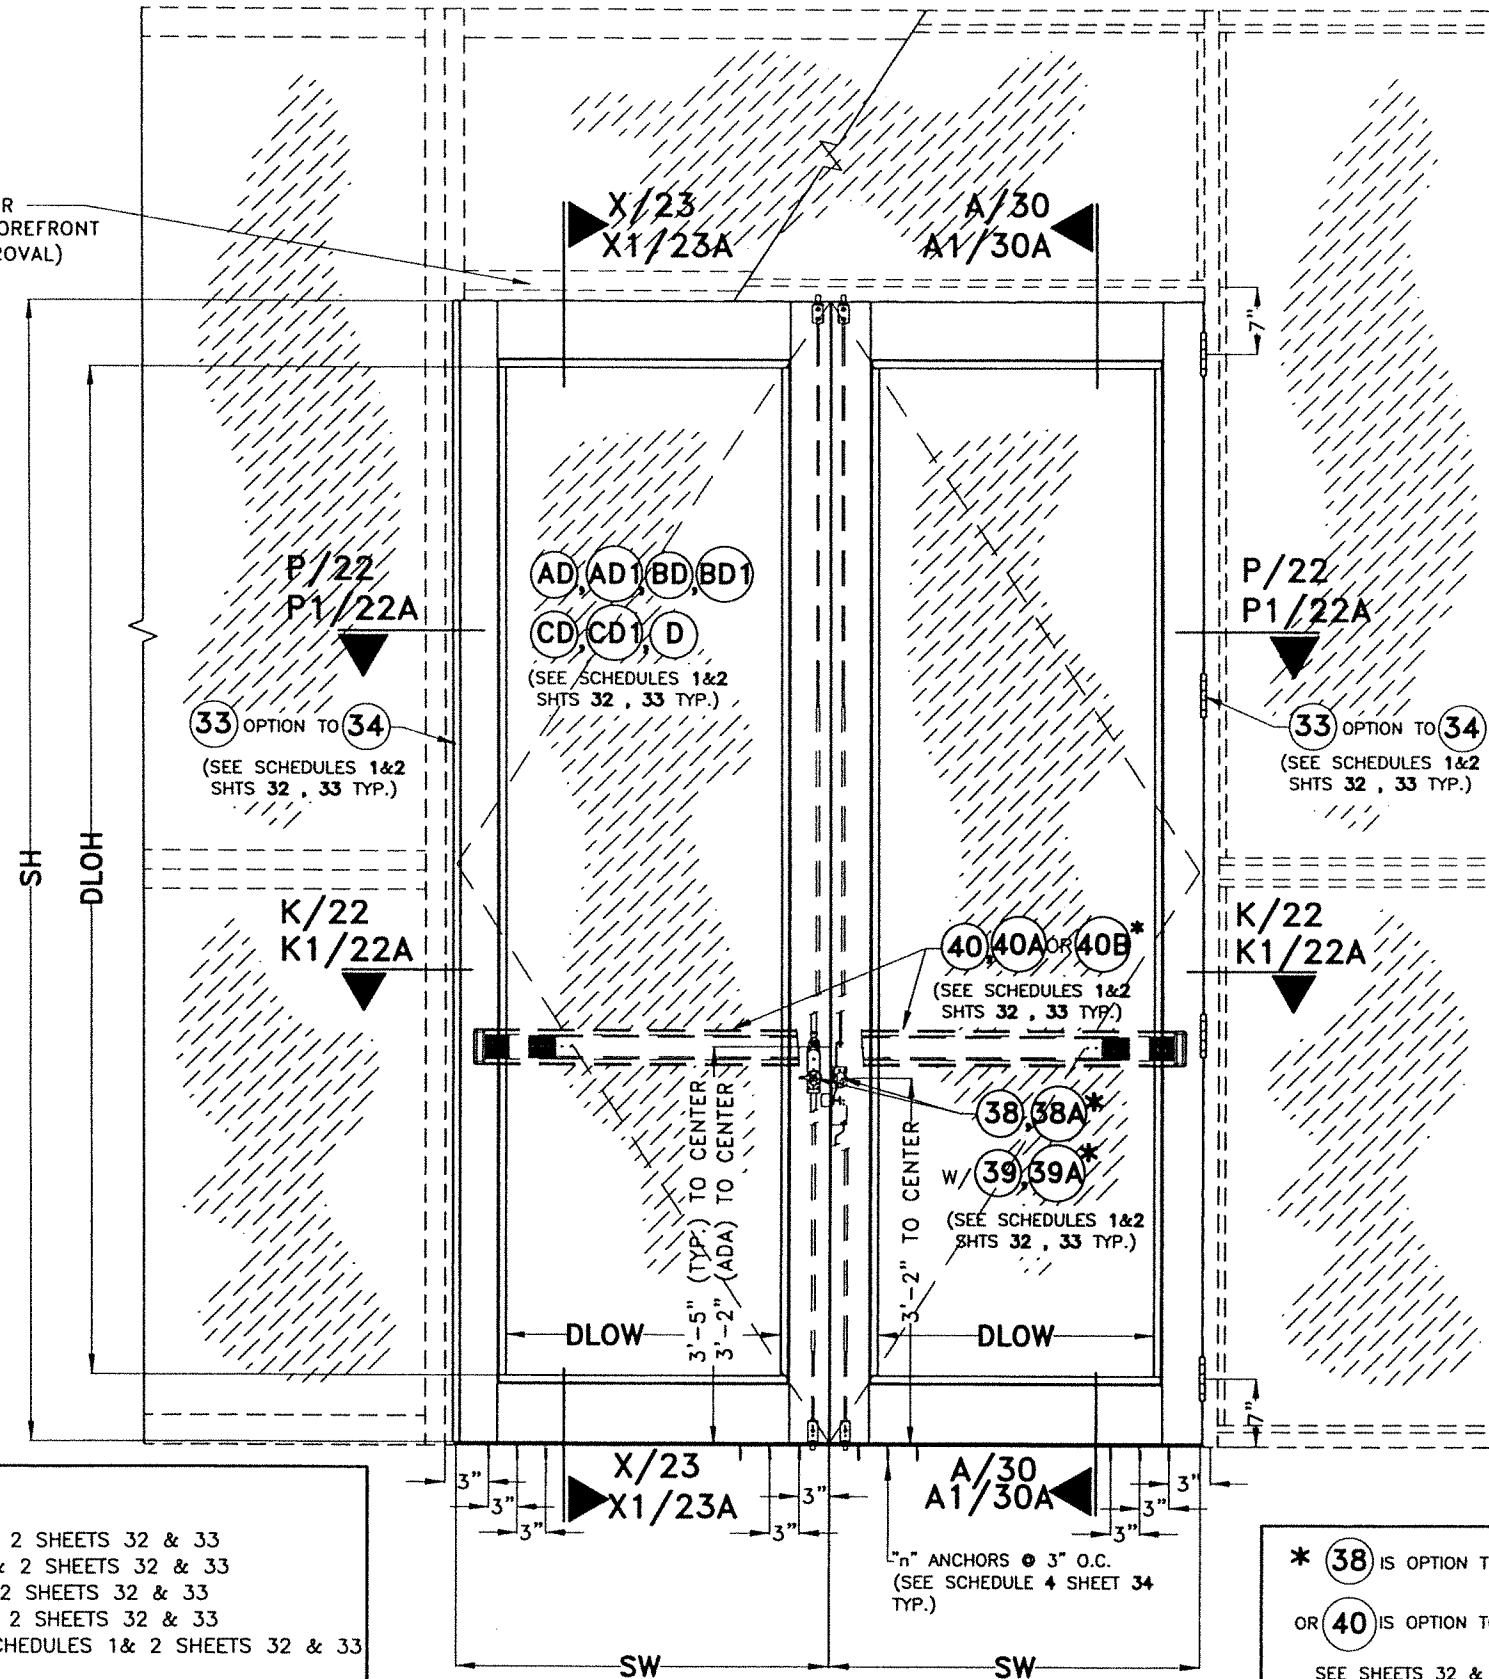 R
OREFRONT
ROVAL)
X/23
X1/23A
A/30
A1/30A
7"
P/22
P1/22A
AD, AD1, BD, BD1
CD, CD1, D
(SEE SCHEDULES 1&2
SHTS 32 , 33 TYP.)
P/22
P1/22A
33 OPTION TO 34
(SEE SCHEDULES 1&2
SHTS 32 , 33 TYP.)
33 OPTION TO 34
(SEE SCHEDULES 1&2
SHTS 32 , 33 TYP.)
SH
DLOH
K/22
K1/22A
40, 40A OR 40B*
(SEE SCHEDULES 1&2
SHTS 32 , 33 TYP.)
K/22
K1/22A
38, 38A*
W/ 39, 39A*
(SEE SCHEDULES 1&2
SHTS 32 , 33 TYP.)
3'-5" (TYP.) TO CENTER
3'-2" (ADA) TO CENTER
3'-2" TO CENTER
DLOW
DLOW
7"
3"
3"
3"
X/23
X1/23A
3"
3"
A/30
A1/30A
3"
3"
3"
"n" ANCHORS @ 3" O.C.
(SEE SCHEDULE 4 SHEET 34
TYP.)
2 SHEETS 32 & 33
& 2 SHEETS 32 & 33
2 SHEETS 32 & 33
2 SHEETS 32 & 33
CHEDULES 1& 2 SHEETS 32 & 33
* 38 IS OPTION T
OR 40 IS OPTION TO
SEE SHEETS 32 &
SW
SW